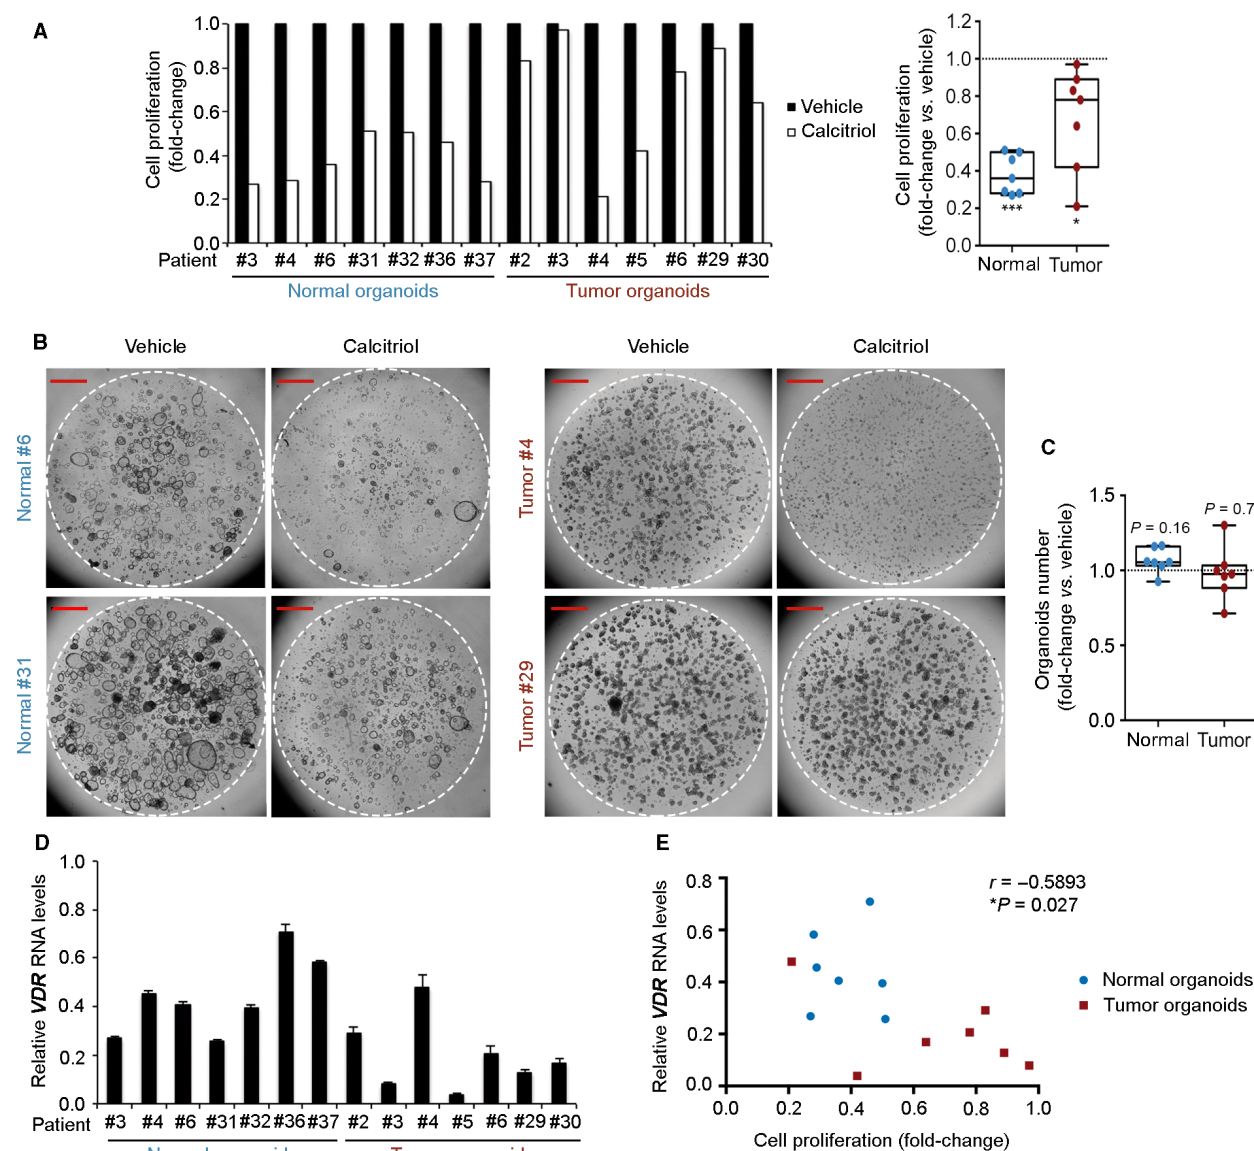 A
Cell proliferation
(fold-change)
1.0
0.8
0.6
0.4
0.2
0.0
Patient #3 #4 #6 #31 #32 #36 #37 #2 #3 #4 #5 #6 #29 #30
Normal organoids
Tumor organoids
Vehicle
Calcitriol
Cell proliferation
(fold-change vs. vehicle)
1.2
1.0
0.8
0.6
0.4
0.2
0.0
***
*
Normal Tumor
B
Vehicle Calcitriol Vehicle Calcitriol
Normal #6
Tumor #4
Normal #31
Tumor #29
C
Organoids number
(fold-change vs. vehicle)
1.5
1.0
0.5
0.0
P = 0.16
P = 0.7
Normal Tumor
D
Relative VDR RNA levels
1.0
0.8
0.6
0.4
0.2
0.0
Patient #3 #4 #6 #31 #32 #36 #37 #2 #3 #4 #5 #6 #29 #30
E
Relative VDR RNA levels
0.8
0.6
0.4
0.2
0.0
r = –0.5893
*P = 0.027
Normal organoids
Tumor organoids
0.0 0.2 0.4 0.6 0.8 1.0
Cell proliferation (fold-change)